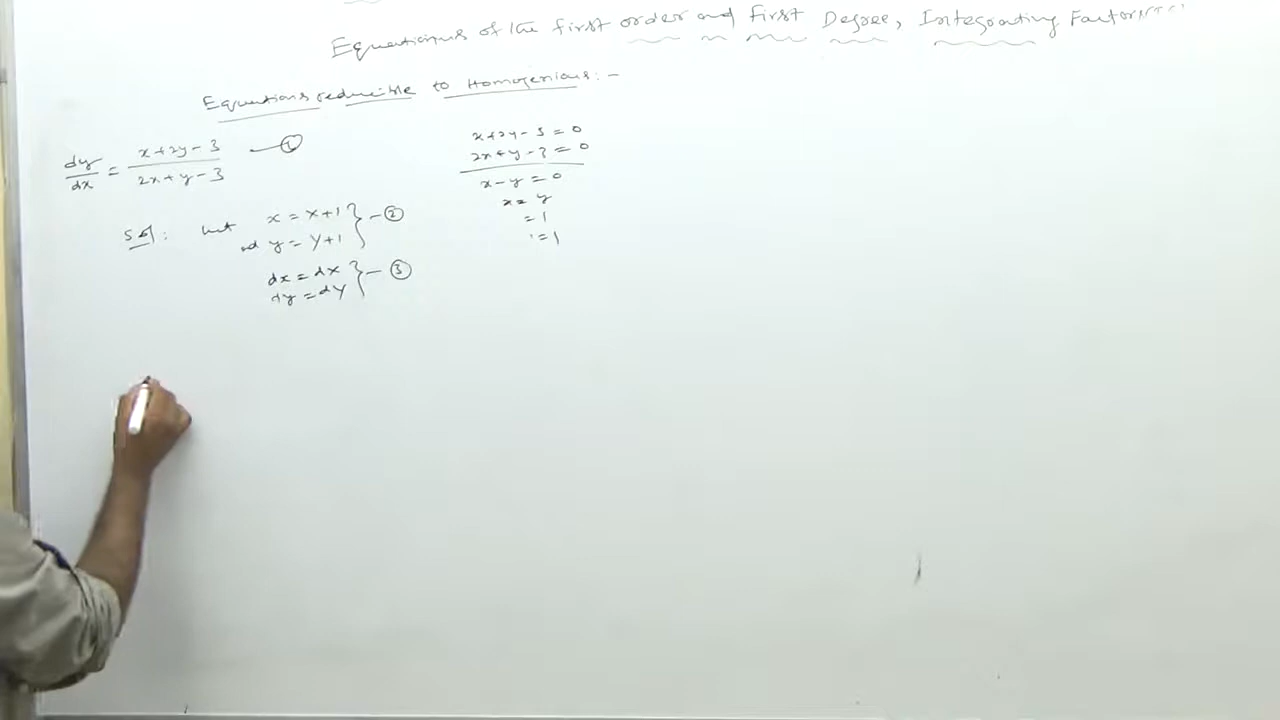 Equations of the first order and First Degree, Integrating Factor
Equations reducible to Homogenious: -
dy/dx = x+2y-3 / 2x+y-3 — ①
Sol: Let x = X+1
and y = Y+1 } - ②
dx = dX
dy = dY } - ③
x+2y-3 = 0
2x+y-3 = 0
x-y = 0
x = y
= 1
= 1